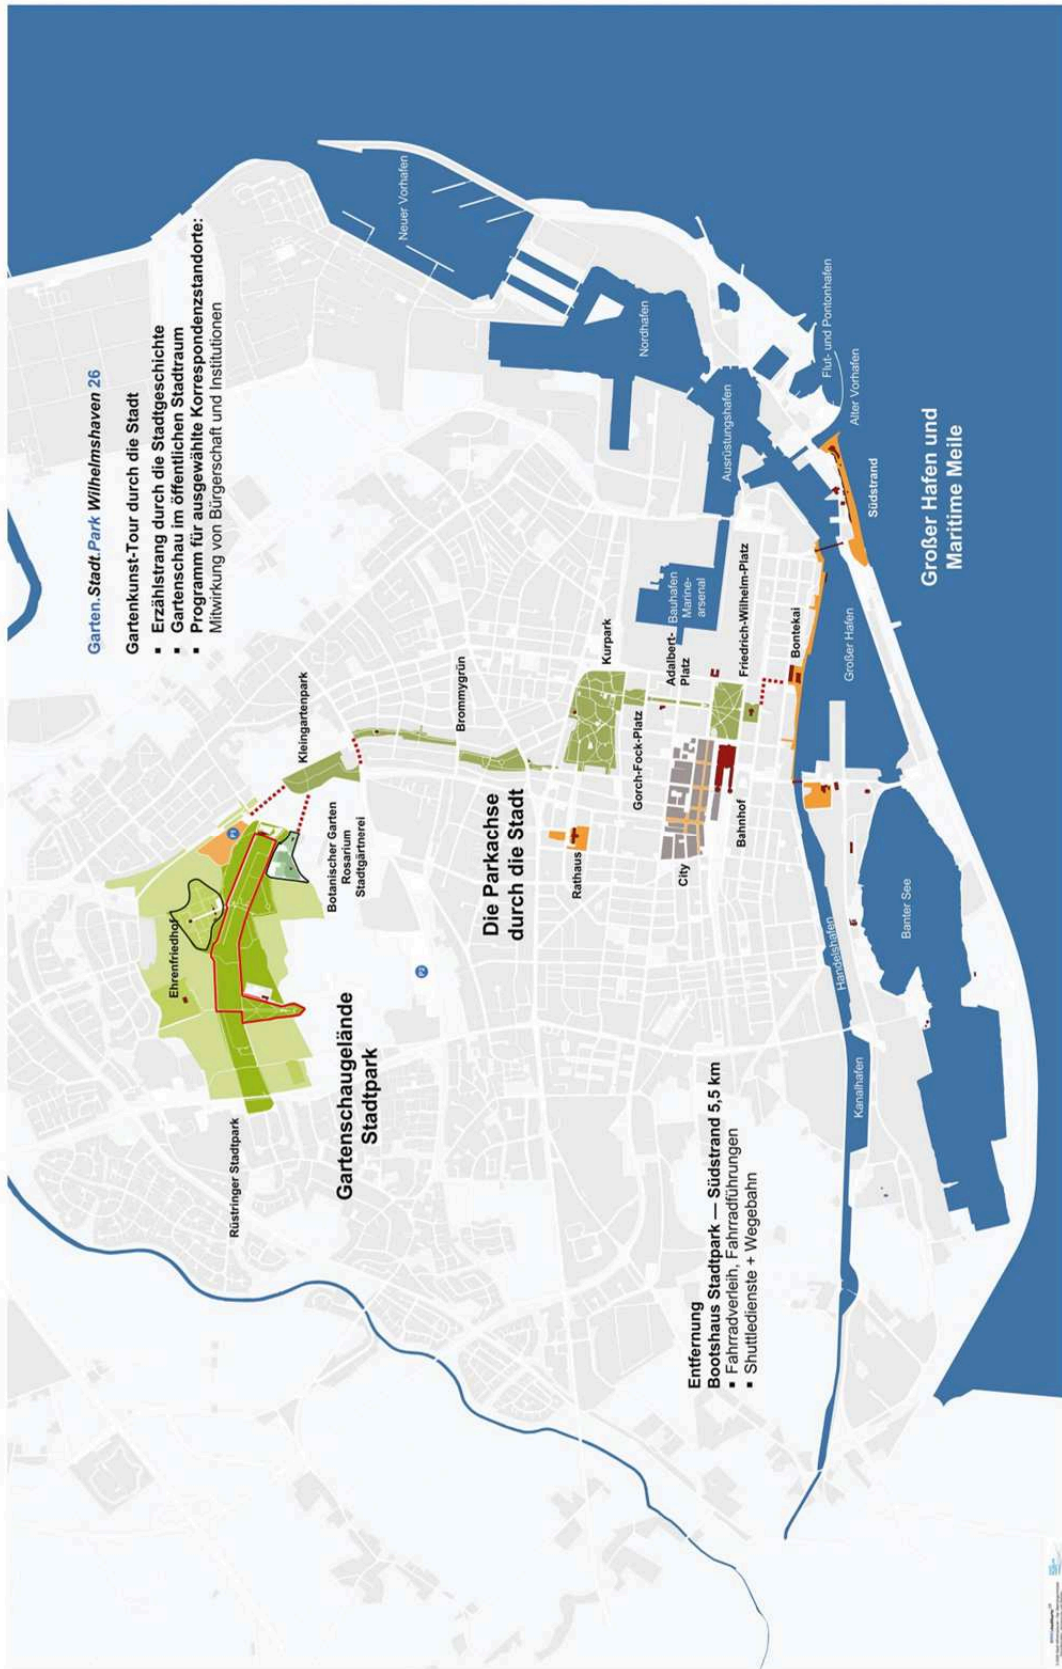 Garten.Stadt.Park Wilhelmshaven 26
Gartenkunst-Tour durch die Stadt
▪ Erzählstrang durch die Stadtgeschichte
▪ Gartenschau im öffentlichen Stadtraum
▪ Programm für ausgewählte Korrespondenzstandorte:
Mitwirkung von Bürgerschaft und Institutionen
Rüstringer Stadtpark
Ehrenfriedhof
P1
Kleingartenpark
Botanischer Garten
Rosarium
Stadtgärtnerei
Gartenschaugelände
Stadtpark
P2
Brommygrün
Die Parkachse
durch die Stadt
Rathaus
Kurpark
Gorch-Fock-Platz
Adalbert-
Platz
City
Bahnhof
Friedrich-Wilhelm-Platz
Bontekai
Neuer Vorhafen
Nordhafen
Ausrüstungshafen
Bauhafen
Marine-
arsenal
Flut- und Pontonhafen
Alter Vorhafen
Südstrand
Großer Hafen
Handelshafen
Kanalhafen
Banter See
Großer Hafen und
Maritime Meile
Entfernung
Bootshaus Stadtpark — Südstrand 5,5 km
▪ Fahrradverleih, Fahrradführungen
▪ Shuttledienste + Wegebahn